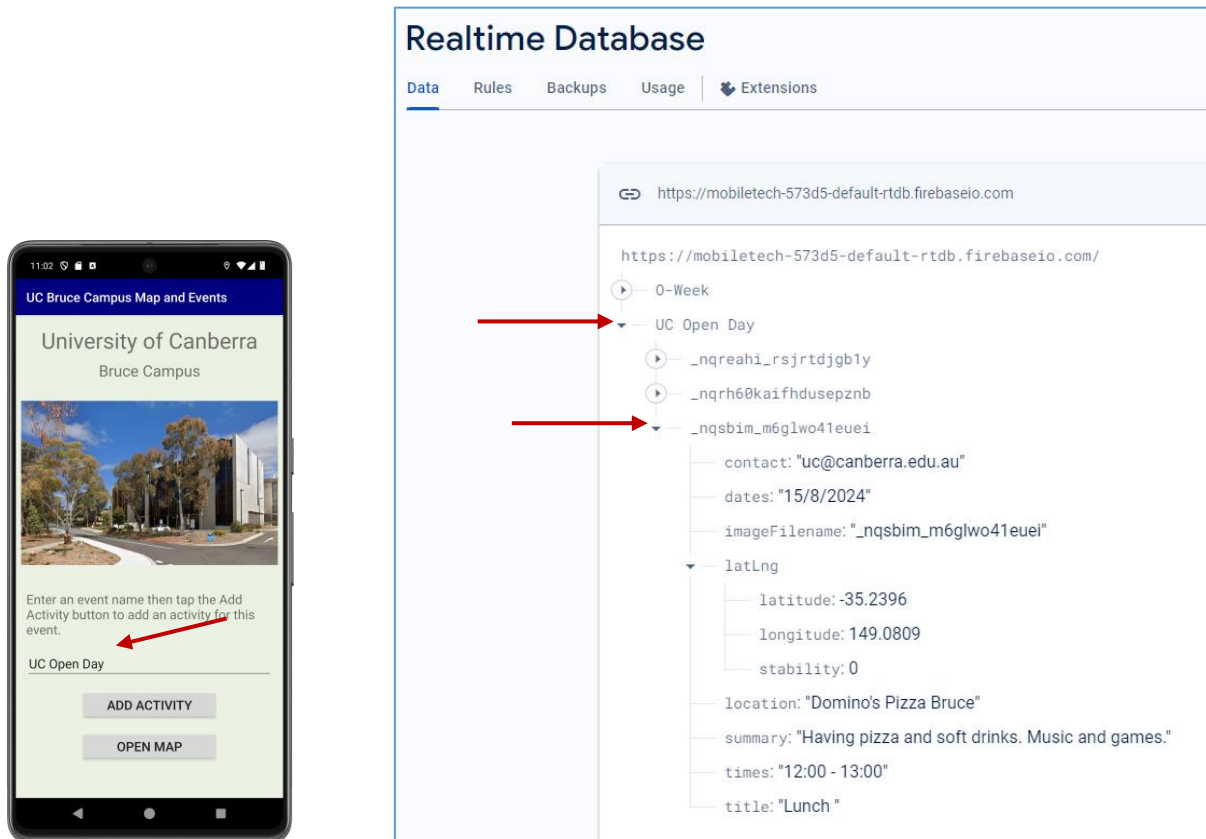 Realtime Database
Data Rules Backups Usage Extensions
https://mobiletech-573d5-default-rtdb.firebaseio.com
https://mobiletech-573d5-default-rtdb.firebaseio.com/
O-Week
UC Open Day
_nqreahi_rsjrtdjgb1y
_nqrh60kaifhdusepznb
_nqsbim_m6glwo41euei
contact: "uc@canberra.edu.au"
dates: "15/8/2024"
imageFilename: "_nqsbim_m6glwo41euei"
latLng
latitude: -35.2396
longitude: 149.0809
stability: 0
location: "Domino's Pizza Bruce"
summary: "Having pizza and soft drinks. Music and games."
times: "12:00 - 13:00"
title: "Lunch "
11:02
UC Bruce Campus Map and Events
University of Canberra
Bruce Campus
Enter an event name then tap the Add
Activity button to add an activity for this
event.
UC Open Day
ADD ACTIVITY
OPEN MAP